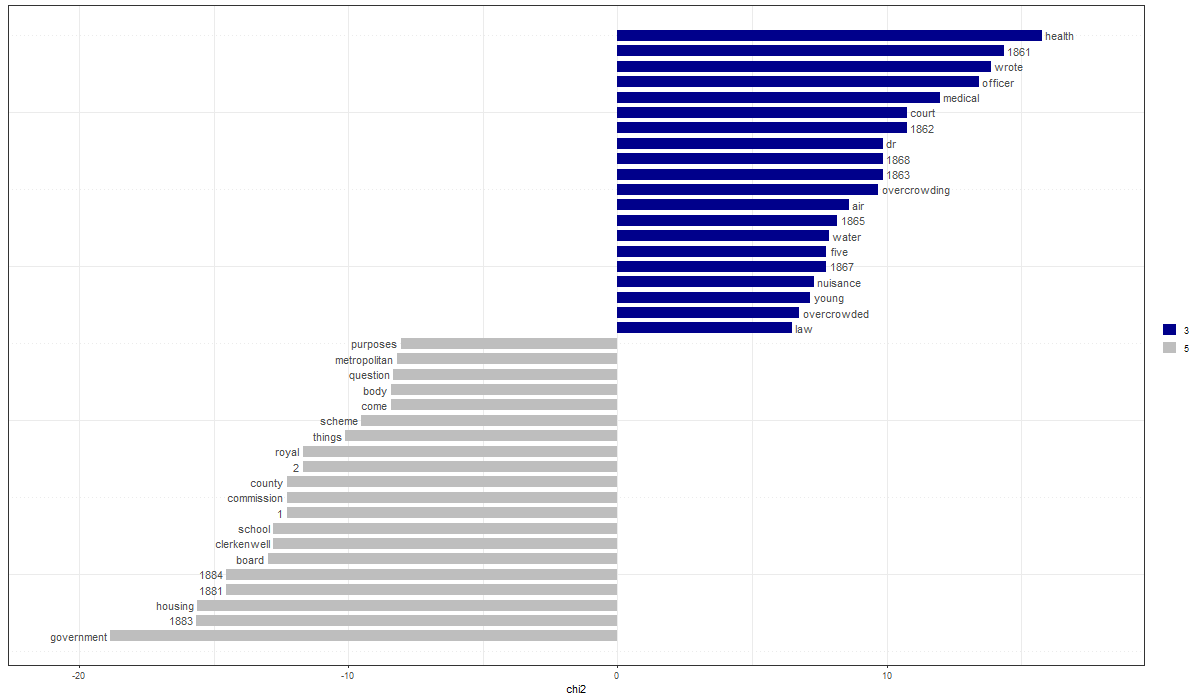 health
1861
wrote
officer
medical
court
1862
dr
1868
1863
overcrowding
air
1865
water
five
1867
nuisance
young
overcrowded
law
purposes
metropolitan
question
body
come
scheme
things
royal
2
county
commission
1
school
clerkenwell
board
1884
1881
housing
1883
government
3
5
-20 -10 0 10
chi2